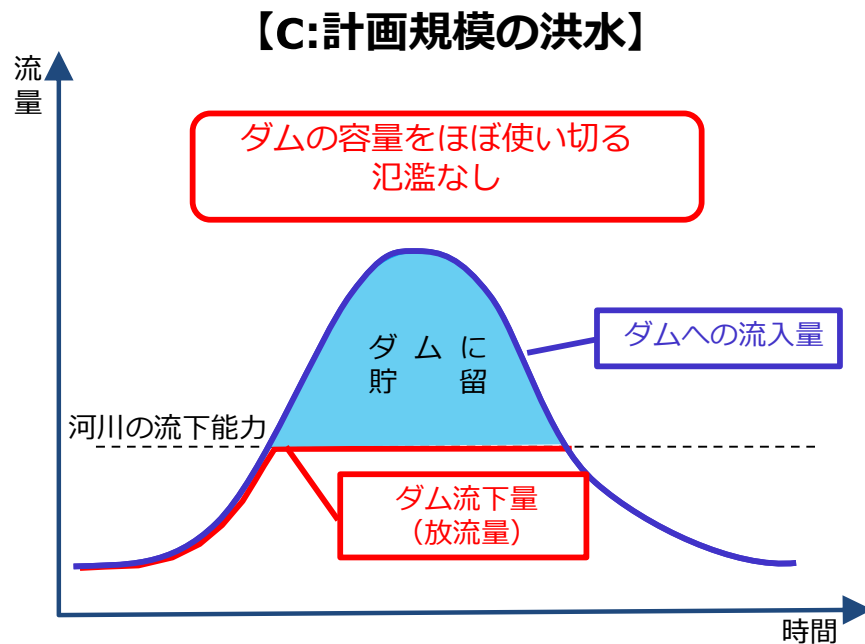 【C:計画規模の洪水】
流
量
ダムの容量をほぼ使い切る
氾濫なし
ダムへの流入量
ダムに
貯留
河川の流下能力
ダム流下量
（放流量）
時間